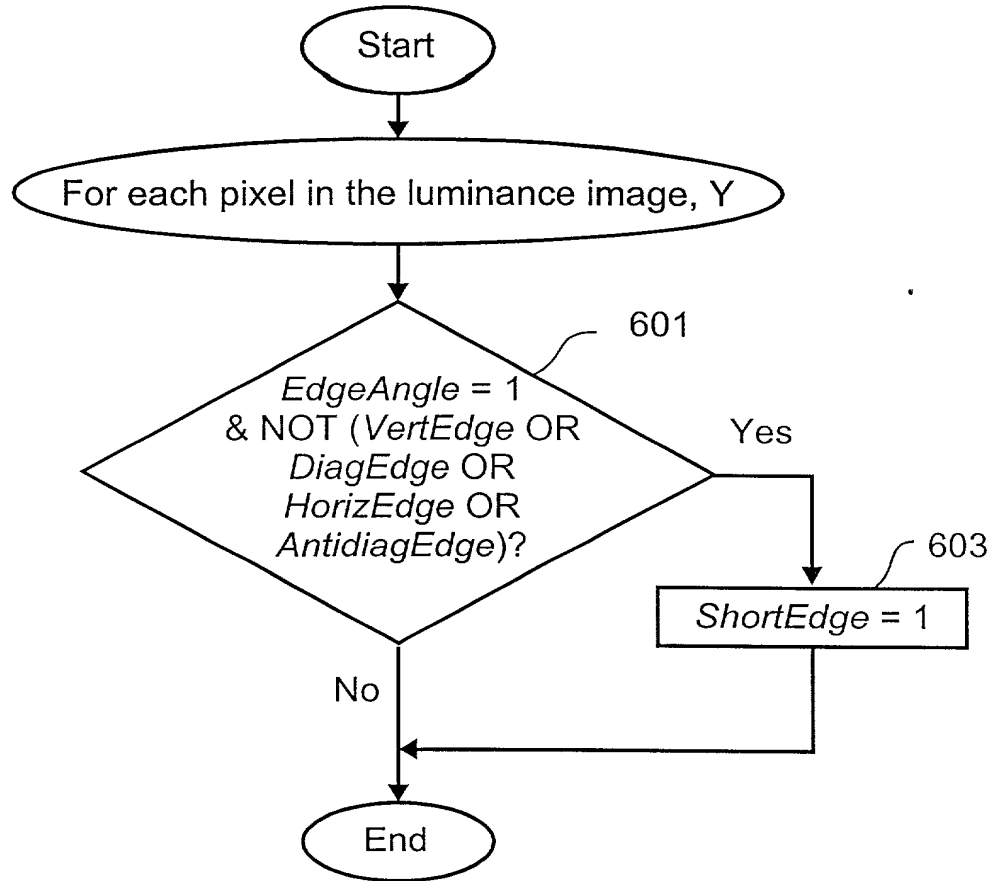 Start
For each pixel in the luminance image, Y
601
EdgeAngle = 1
& NOT (VertEdge OR
DiagEdge OR
HorizEdge OR
AntidiagEdge)?
Yes
603
ShortEdge = 1
No
End